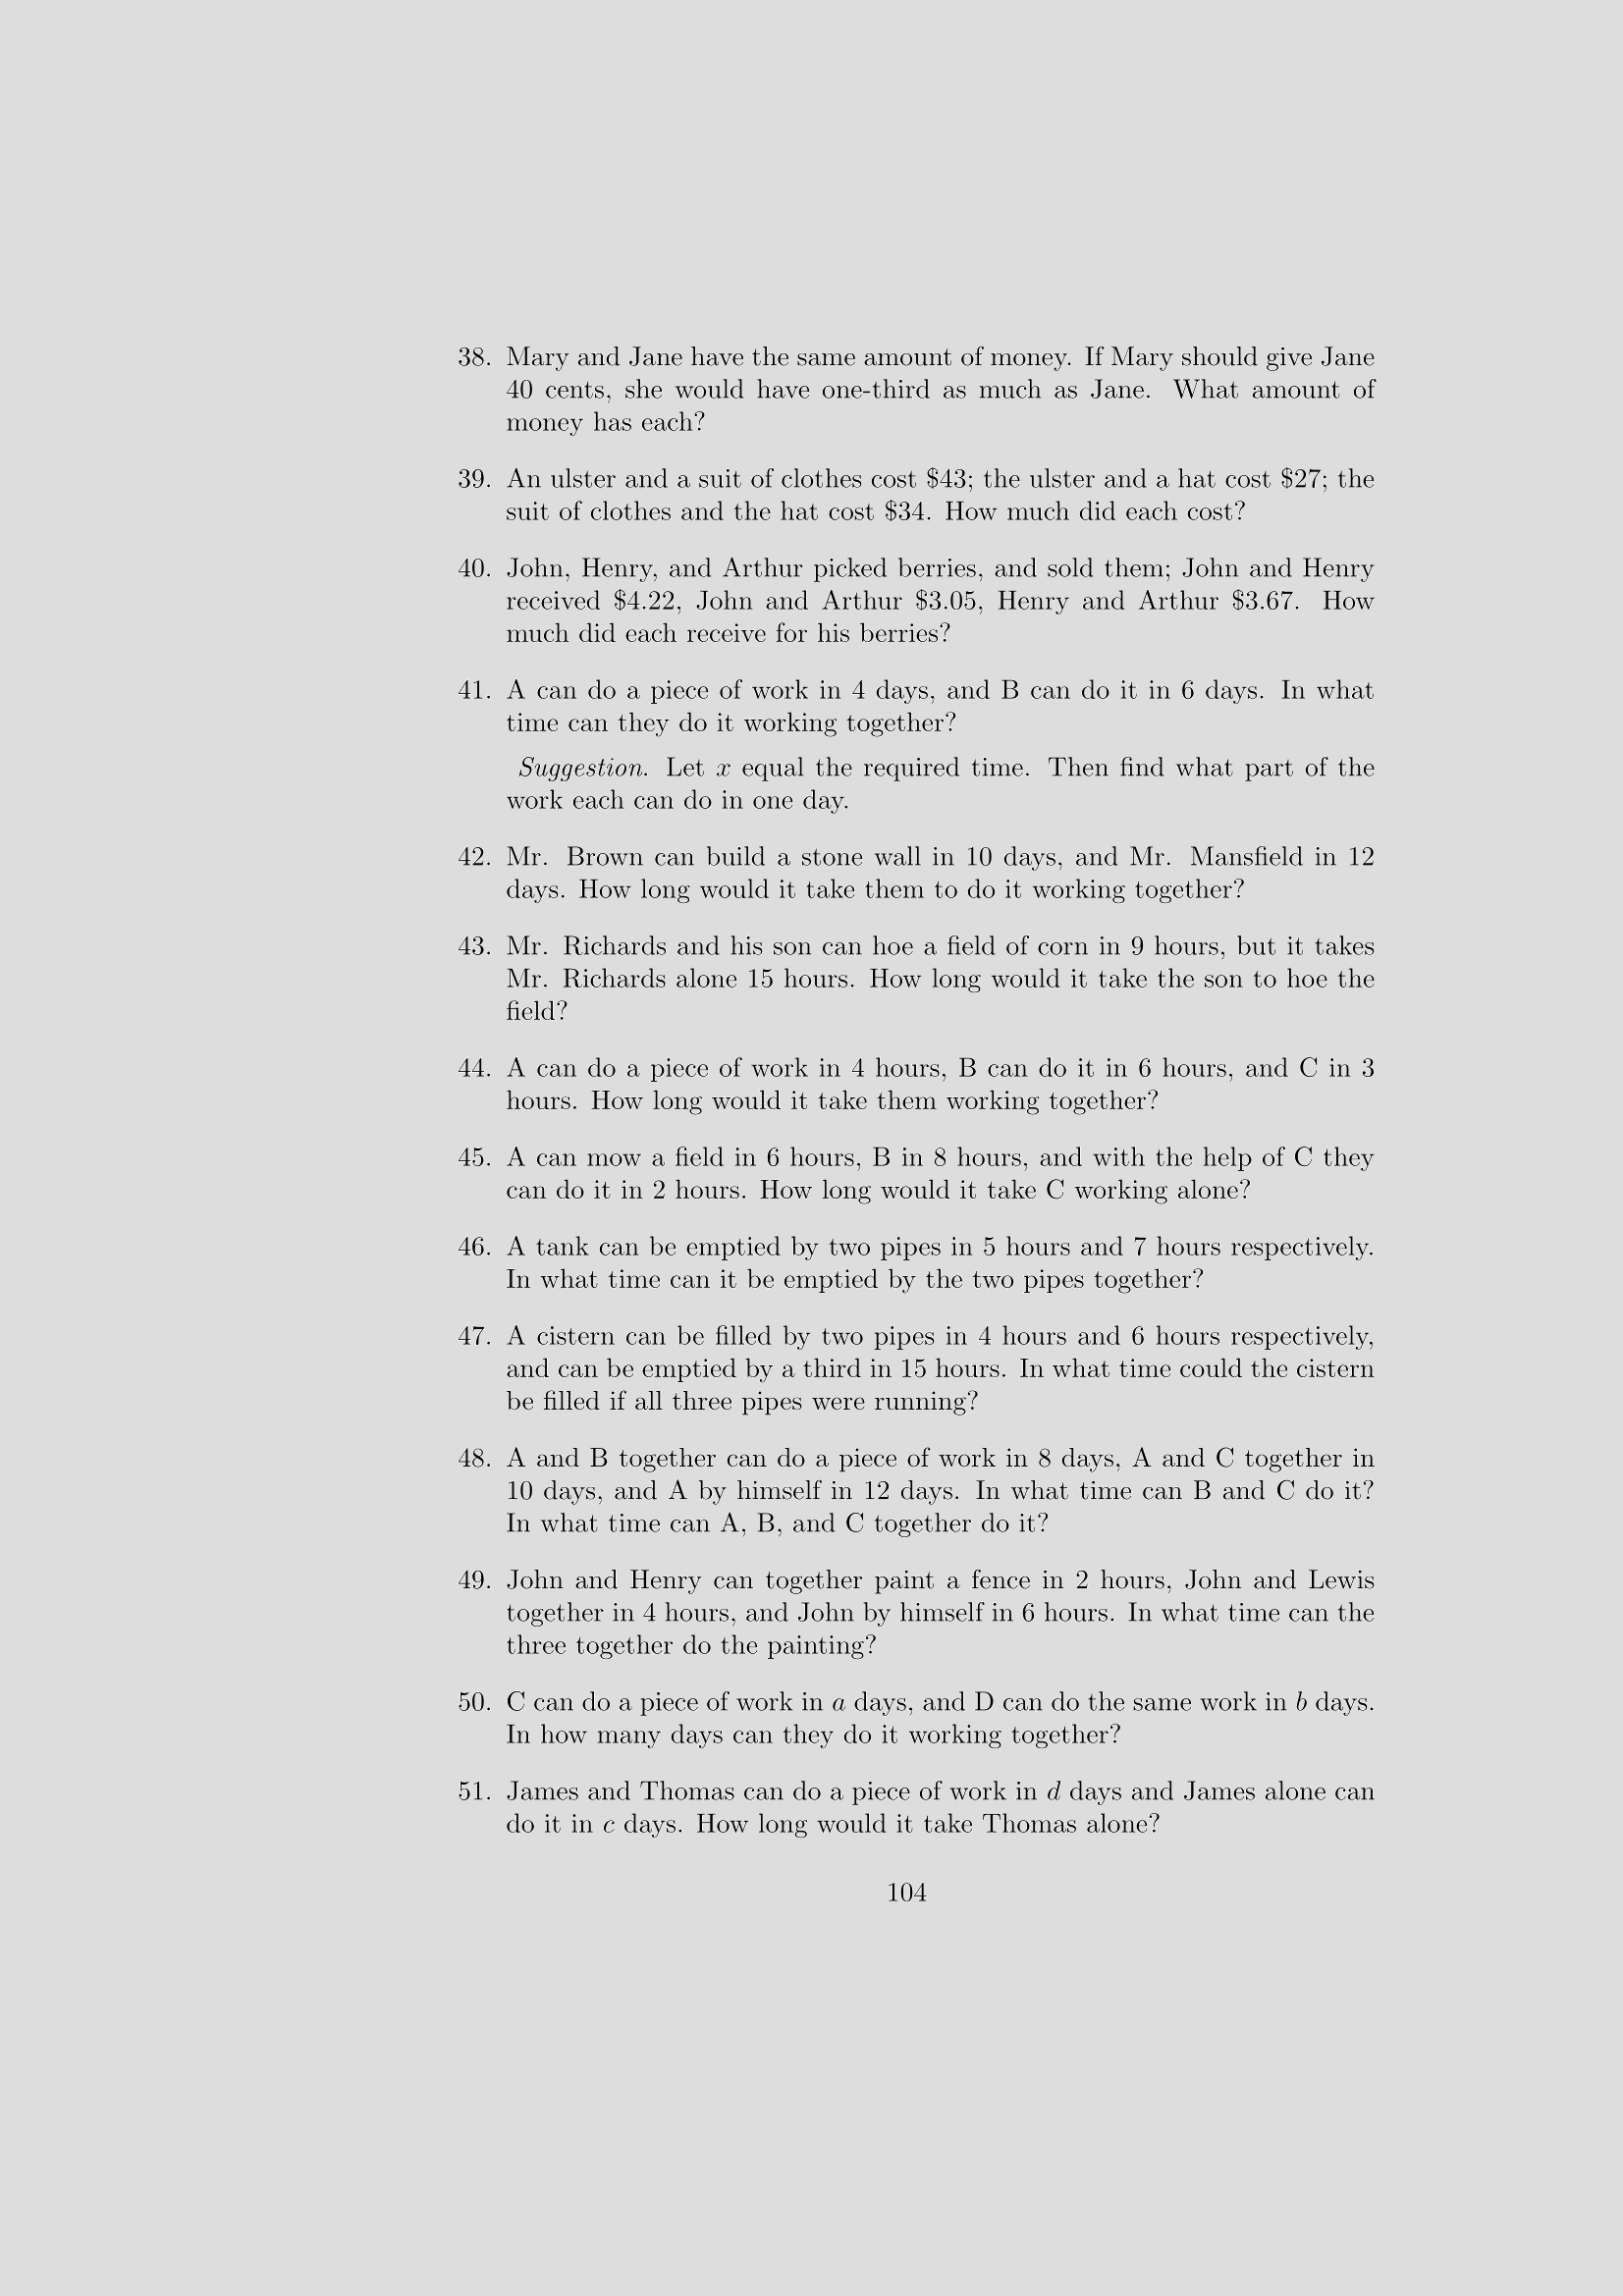 38. Mary and Jane have the same amount of money. If Mary should give Jane
40 cents, she would have one-third as much as Jane. What amount of
money has each?
39. An ulster and a suit of clothes cost $43; the ulster and a hat cost $27; the
suit of clothes and the hat cost $34. How much did each cost?
40. John, Henry, and Arthur picked berries, and sold them; John and Henry
received $4.22, John and Arthur $3.05, Henry and Arthur $3.67. How
much did each receive for his berries?
41. A can do a piece of work in 4 days, and B can do it in 6 days. In what
time can they do it working together?
Suggestion. Let x equal the required time. Then find what part of the
work each can do in one day.
42. Mr. Brown can build a stone wall in 10 days, and Mr. Mansfield in 12
days. How long would it take them to do it working together?
43. Mr. Richards and his son can hoe a field of corn in 9 hours, but it takes
Mr. Richards alone 15 hours. How long would it take the son to hoe the
field?
44. A can do a piece of work in 4 hours, B can do it in 6 hours, and C in 3
hours. How long would it take them working together?
45. A can mow a field in 6 hours, B in 8 hours, and with the help of C they
can do it in 2 hours. How long would it take C working alone?
46. A tank can be emptied by two pipes in 5 hours and 7 hours respectively.
In what time can it be emptied by the two pipes together?
47. A cistern can be filled by two pipes in 4 hours and 6 hours respectively,
and can be emptied by a third in 15 hours. In what time could the cistern
be filled if all three pipes were running?
48. A and B together can do a piece of work in 8 days, A and C together in
10 days, and A by himself in 12 days. In what time can B and C do it?
In what time can A, B, and C together do it?
49. John and Henry can together paint a fence in 2 hours, John and Lewis
together in 4 hours, and John by himself in 6 hours. In what time can the
three together do the painting?
50. C can do a piece of work in a days, and D can do the same work in b days.
In how many days can they do it working together?
51. James and Thomas can do a piece of work in d days and James alone can
do it in c days. How long would it take Thomas alone?
104